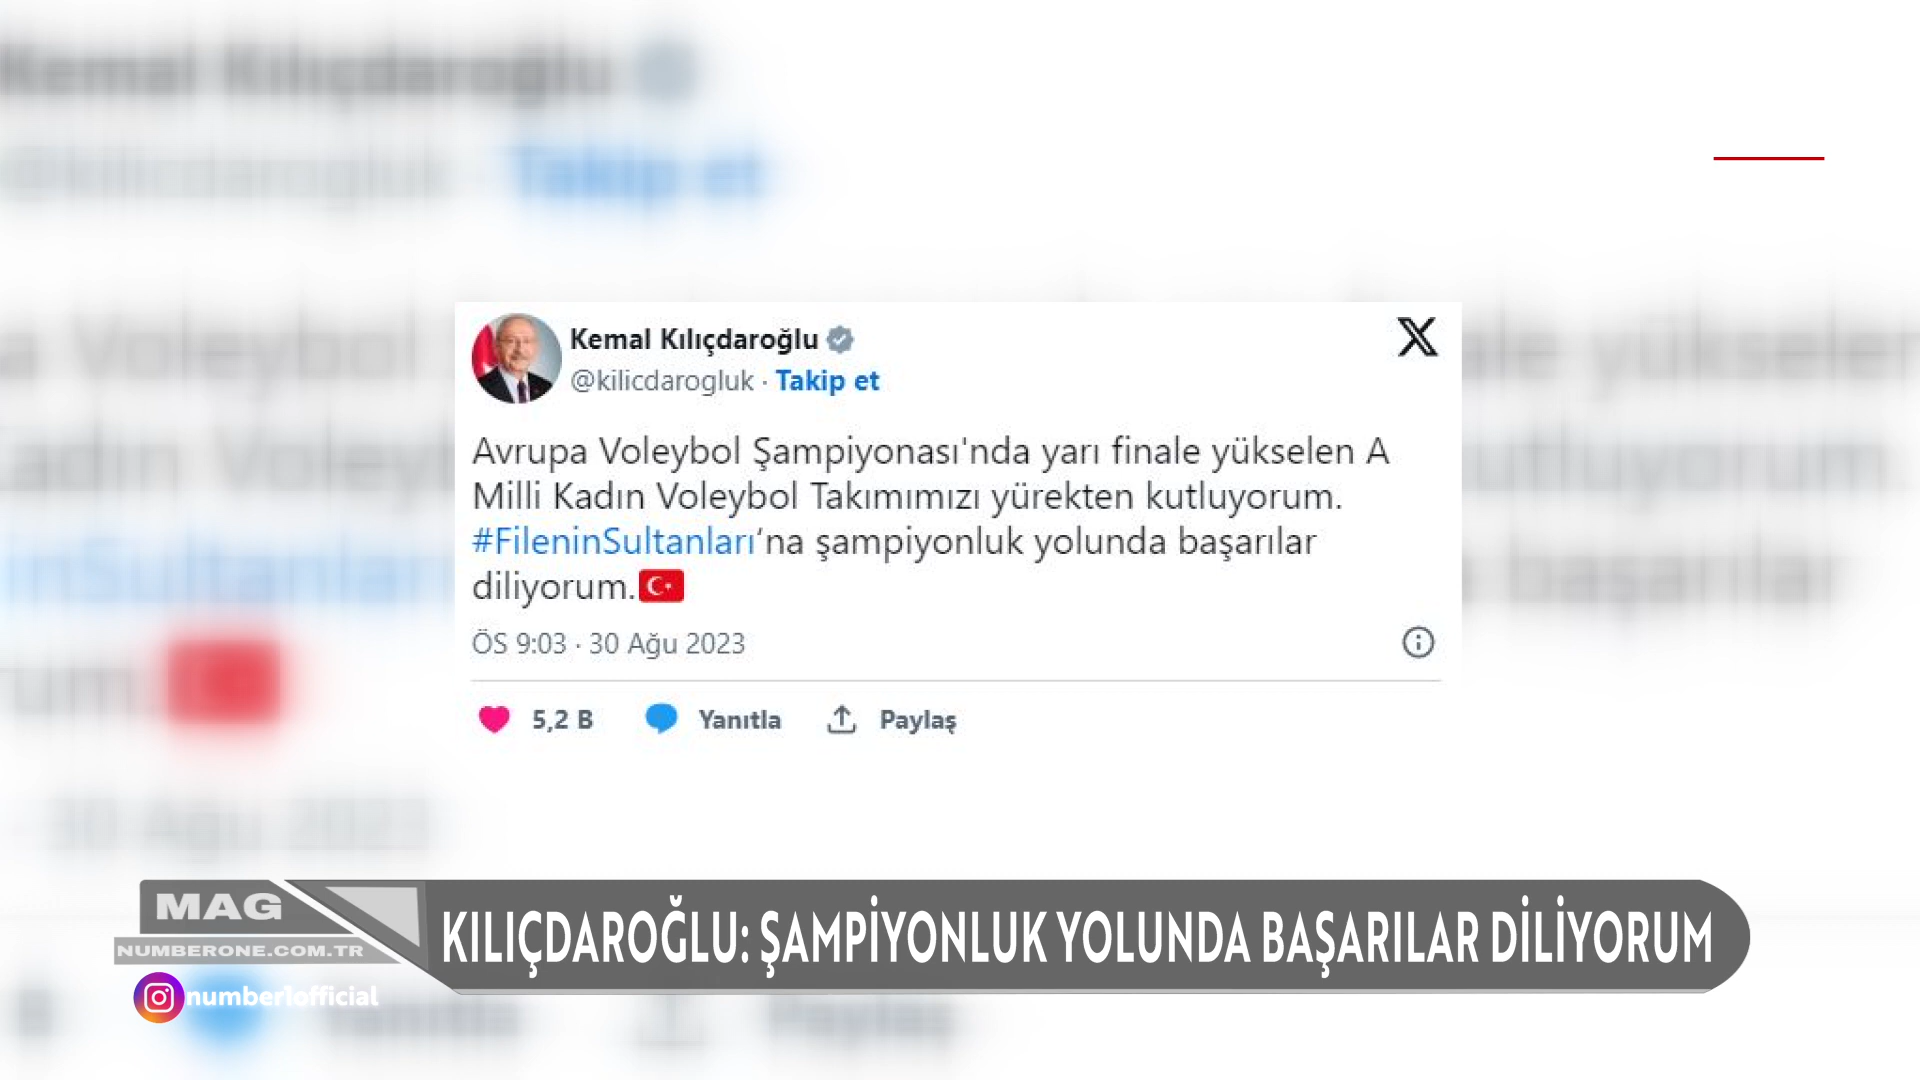 Kemal Kılıçdaroğlu
@kilicdarogluk · Takip et
X
Avrupa Voleybol Şampiyonası'nda yarı finale yükselen A
Milli Kadın Voleybol Takımımızı yürekten kutluyorum.
#FileninSultanları’na şampiyonluk yolunda başarılar
diliyorum.
ÖS 9:03 · 30 Ağu 2023
5,2 B Yanıtla Paylaş
MAG
NUMBERONE.COM.TR
KILIÇDAROĞLU: ŞAMPİYONLUK YOLUNDA BAŞARILAR DİLİYORUM
number1official